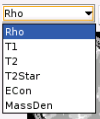 Rho
Rho
T1
T2
T2Star
ECon
MassDen